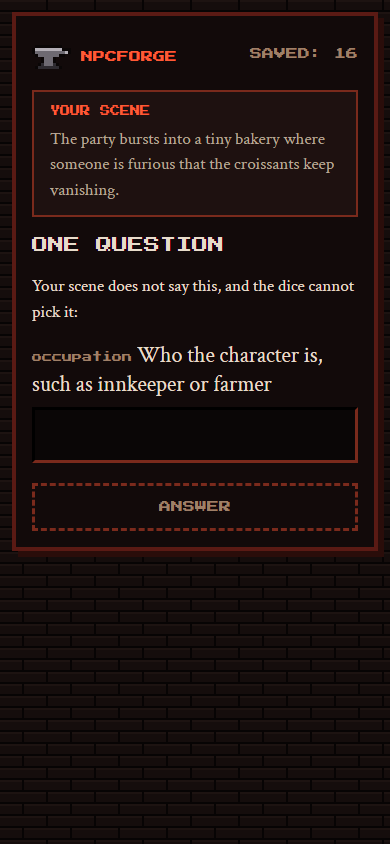 NPCFORGE
SAVED: 16
YOUR SCENE
The party bursts into a tiny bakery where
someone is furious that the croissants keep
vanishing.
ONE QUESTION
Your scene does not say this, and the dice cannot
pick it:
occupation Who the character is,
such as innkeeper or farmer
ANSWER